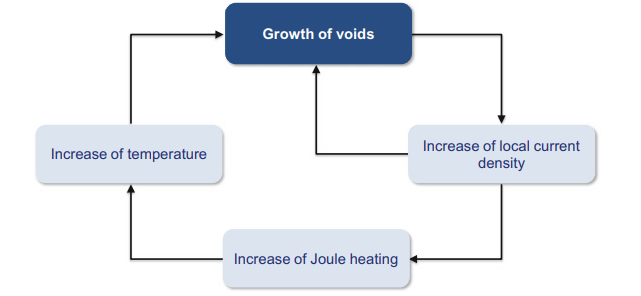 Growth of voids
Increase of temperature
Increase of local current
density
Increase of Joule heating